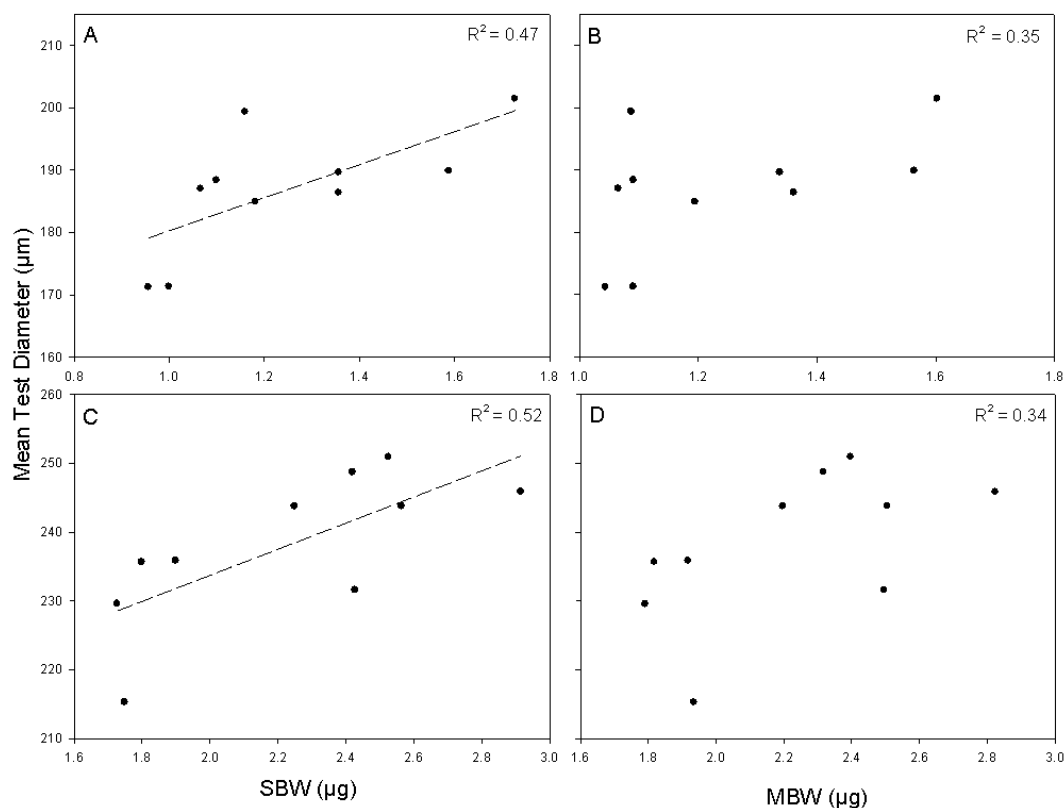 A
R² = 0.47
B
R² = 0.35
210
200
190
180
170
160
0.8 1.0 1.2 1.4 1.6 1.8
1.0 1.2 1.4 1.6 1.8
Mean Test Diameter (µm)
C
R² = 0.52
D
R² = 0.34
260
250
240
230
220
210
1.6 1.8 2.0 2.2 2.4 2.6 2.8 3.0
1.6 1.8 2.0 2.2 2.4 2.6 2.8 3.0
SBW (µg)
MBW (µg)